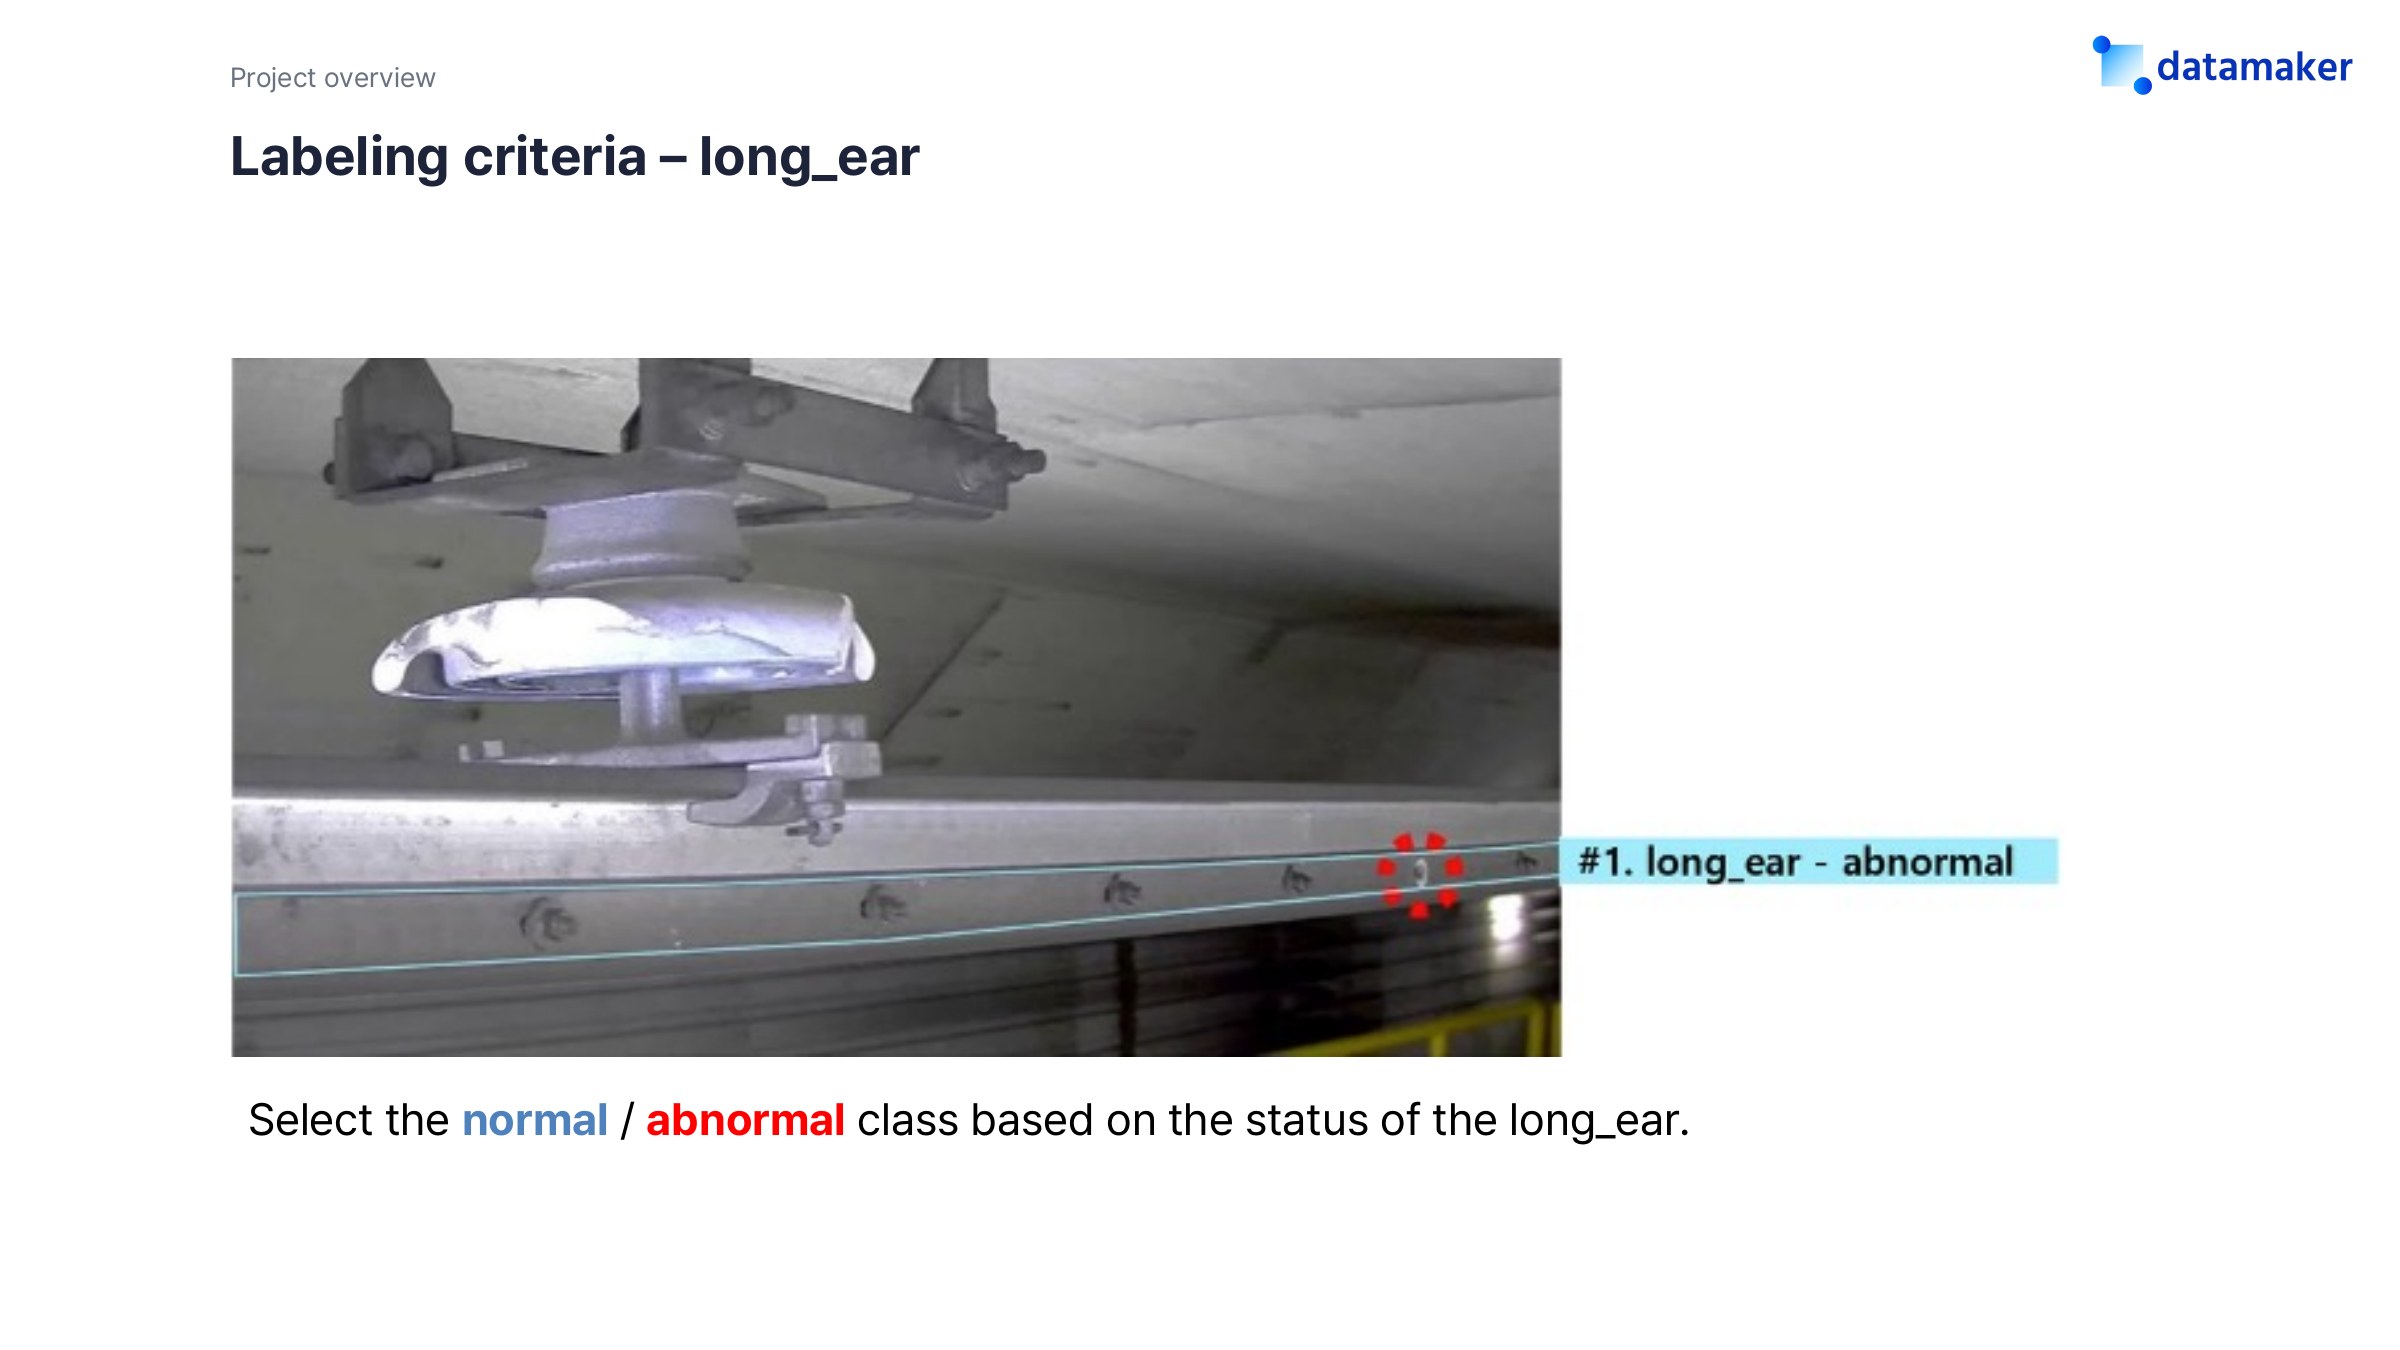 Project overview
datamaker
Labeling criteria – long_ear
#1. long_ear - abnormal
Select the normal / abnormal class based on the status of the long_ear.